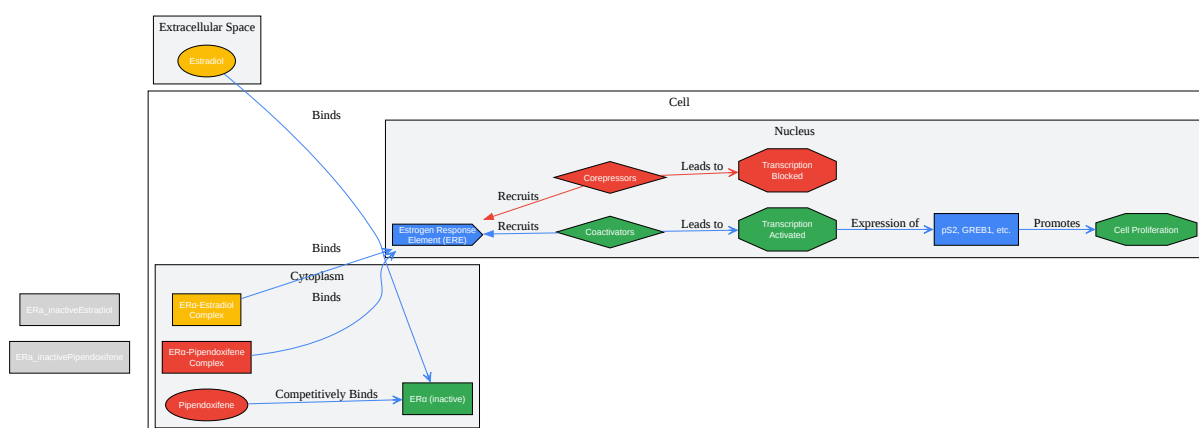 Extracellular Space
Estradiol
Binds
Cell
Nucleus
Corepressors
Leads to
Transcription
Blocked
Recruits
Estrogen Response
Element (ERE)
Recruits
Coactivators
Leads to
Transcription
Activated
Expression of
pS2, GREB1, etc.
Promotes
Cell Proliferation
Binds
Cytoplasm
Binds
ERα-Estradiol
Complex
ERa_inactiveEstradiol
ERα-Pipendoxifene
Complex
ERa_inactivePipendoxifene
Pipendoxifene
Competitively Binds
ERα (inactive)